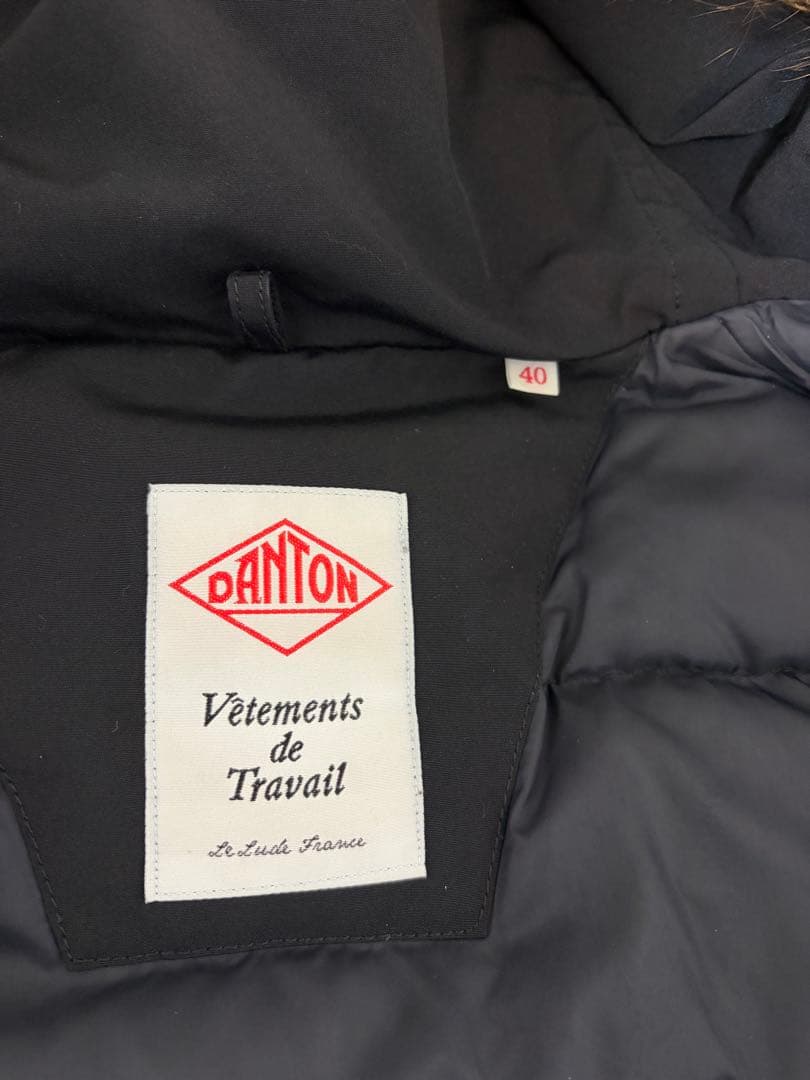 40
DANTON
Vêtements
de
Travail
Le Lude France